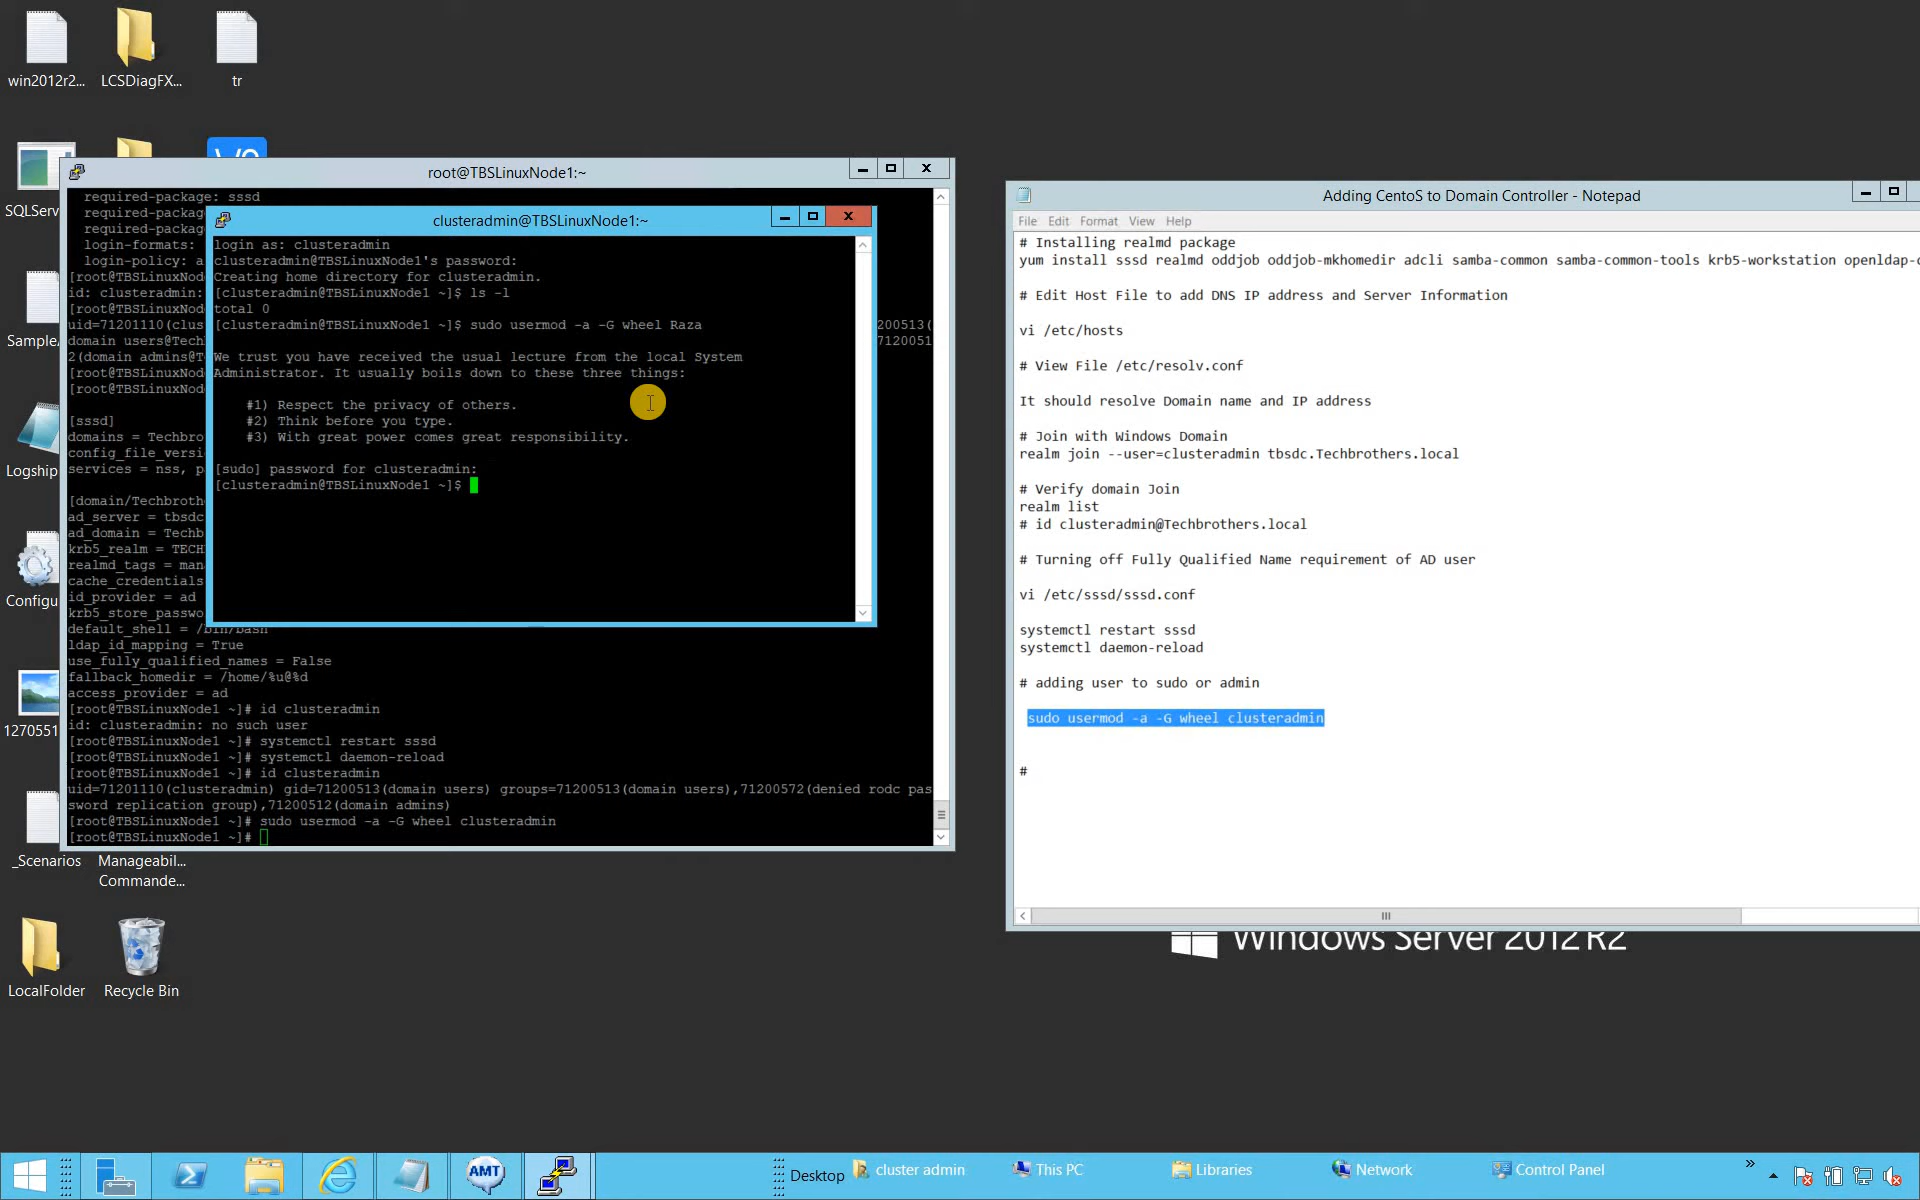 win2012r2...
LCSDiagFX...
tr
SQLServ
Sample
Logship
Configu
1270551
_Scenarios
Manageabil...
Commande...
LocalFolder
Recycle Bin
root@TBSLinuxNode1:~
required-package: sssd
required-packag
required-packag
login-formats:
login-policy: a
[root@TBSLinuxNod
id: clusteradmin:
[root@TBSLinuxNod
uid=71201110(clus
200513(
domain users@Tech
7120051
2(domain admins@T
[root@TBSLinuxNod
[root@TBSLinuxNod
[sssd]
domains = Techbro
config_file_versi
services = nss, p
[domain/Techbroth
ad_server = tbsdc
ad_domain = Techb
krb5_realm = TECH
realmd_tags = man
cache_credentials
id_provider = ad
krb5_store_passwo
default_shell = /bin/bash
ldap_id_mapping = True
use_fully_qualified_names = False
fallback_homedir = /home/%u@%d
access_provider = ad
[root@TBSLinuxNode1 ~]# id clusteradmin
id: clusteradmin: no such user
[root@TBSLinuxNode1 ~]# systemctl restart sssd
[root@TBSLinuxNode1 ~]# systemctl daemon-reload
[root@TBSLinuxNode1 ~]# id clusteradmin
uid=71201110(clusteradmin) gid=71200513(domain users) groups=71200513(domain users),71200572(denied rodc pas
sword replication group),71200512(domain admins)
[root@TBSLinuxNode1 ~]# sudo usermod -a -G wheel clusteradmin
[root@TBSLinuxNode1 ~]#
clusteradmin@TBSLinuxNode1:~
login as: clusteradmin
clusteradmin@TBSLinuxNode1's password:
Creating home directory for clusteradmin.
[clusteradmin@TBSLinuxNode1 ~]$ ls -l
total 0
[clusteradmin@TBSLinuxNode1 ~]$ sudo usermod -a -G wheel Raza
We trust you have received the usual lecture from the local System
Administrator. It usually boils down to these three things:
#1) Respect the privacy of others.
#2) Think before you type.
#3) With great power comes great responsibility.
[sudo] password for clusteradmin:
[clusteradmin@TBSLinuxNode1 ~]$
Adding CentoS to Domain Controller - Notepad
File Edit Format View Help
# Installing realmd package
yum install sssd realmd oddjob oddjob-mkhomedir adcli samba-common samba-common-tools krb5-workstation openldap-c
# Edit Host File to add DNS IP address and Server Information
vi /etc/hosts
# View File /etc/resolv.conf
It should resolve Domain name and IP address
# Join with Windows Domain
realm join --user=clusteradmin tbsdc.Techbrothers.local
# Verify domain Join
realm list
# id clusteradmin@Techbrothers.local
# Turning off Fully Qualified Name requirement of AD user
vi /etc/sssd/sssd.conf
systemctl restart sssd
systemctl daemon-reload
# adding user to sudo or admin
sudo usermod -a -G wheel clusteradmin
#
Windows Server 2012 R2
AMT
Desktop
cluster admin
This PC
Libraries
Network
Control Panel